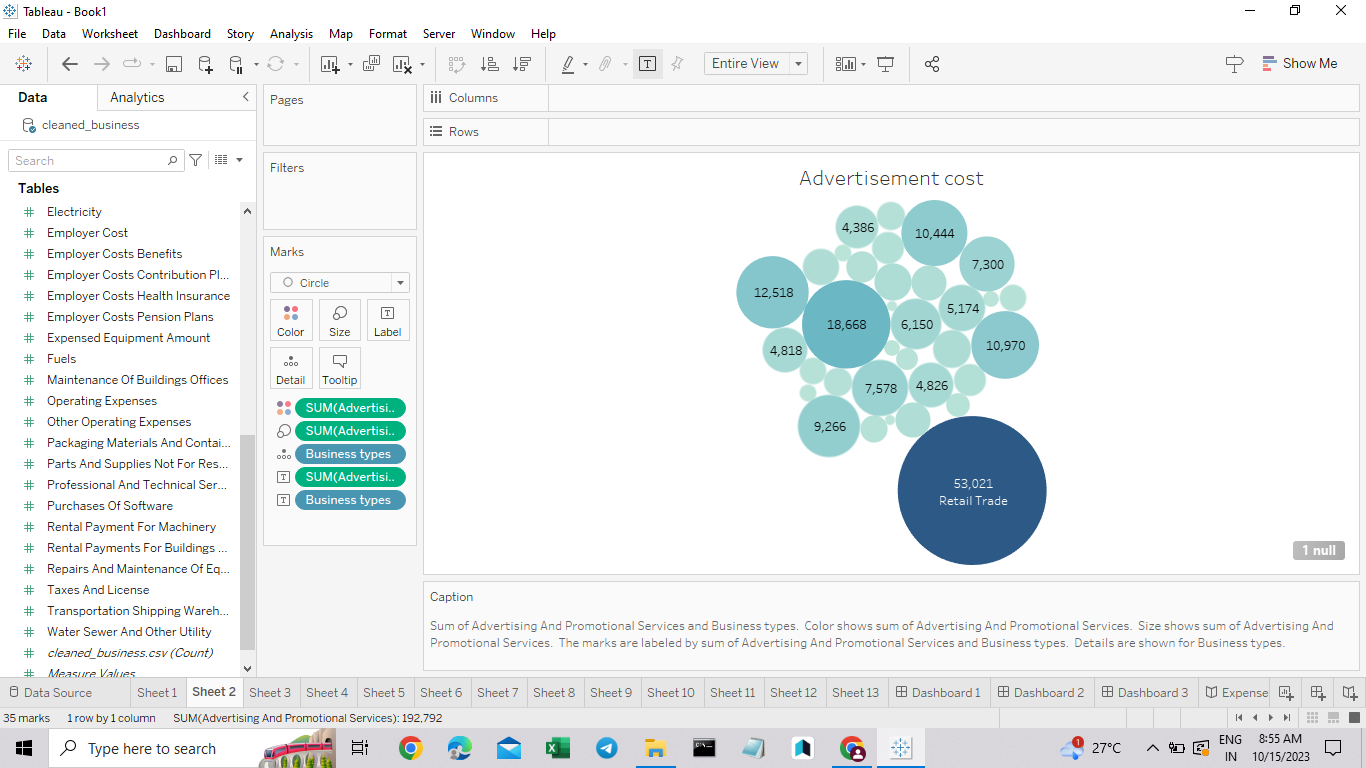 Tableau - Book1
File Data Worksheet Dashboard Story Analysis Map Format Server Window Help
Entire View
Show Me
Data Analytics
cleaned_business
Search
Tables
Electricity
Employer Cost
Employer Costs Benefits
Employer Costs Contribution Pl...
Employer Costs Health Insurance
Employer Costs Pension Plans
Expensed Equipment Amount
Fuels
Maintenance Of Buildings Offices
Operating Expenses
Other Operating Expenses
Packaging Materials And Contai...
Parts And Supplies Not For Res...
Professional And Technical Ser...
Purchases Of Software
Rental Payment For Machinery
Rental Payments For Buildings ...
Repairs And Maintenance Of Eq...
Taxes And License
Transportation Shipping Wareh...
Water Sewer And Other Utility
cleaned_business.csv (Count)
Measure Values
Pages
Filters
Marks
Circle
Color Size Label
Detail Tooltip
SUM(Advertisi..
SUM(Advertisi..
Business types
SUM(Advertisi..
Business types
Columns
Rows
Advertisement cost
4,386
10,444
7,300
12,518
5,174
18,668
6,150
10,970
4,818
7,578
4,826
9,266
53,021
Retail Trade
1 null
Caption
Sum of Advertising And Promotional Services and Business types. Color shows sum of Advertising And Promotional Services. Size shows sum of Advertising And
Promotional Services. The marks are labeled by sum of Advertising And Promotional Services and Business types. Details are shown for Business types.
Data Source Sheet 1 Sheet 2 Sheet 3 Sheet 4 Sheet 5 Sheet 6 Sheet 7 Sheet 8 Sheet 9 Sheet 10 Sheet 11 Sheet 12 Sheet 13 Dashboard 1 Dashboard 2 Dashboard 3 Expense
35 marks 1 row by 1 column SUM(Advertising And Promotional Services): 192,792
Type here to search
1
27°C
ENG
IN
8:55 AM
10/15/2023